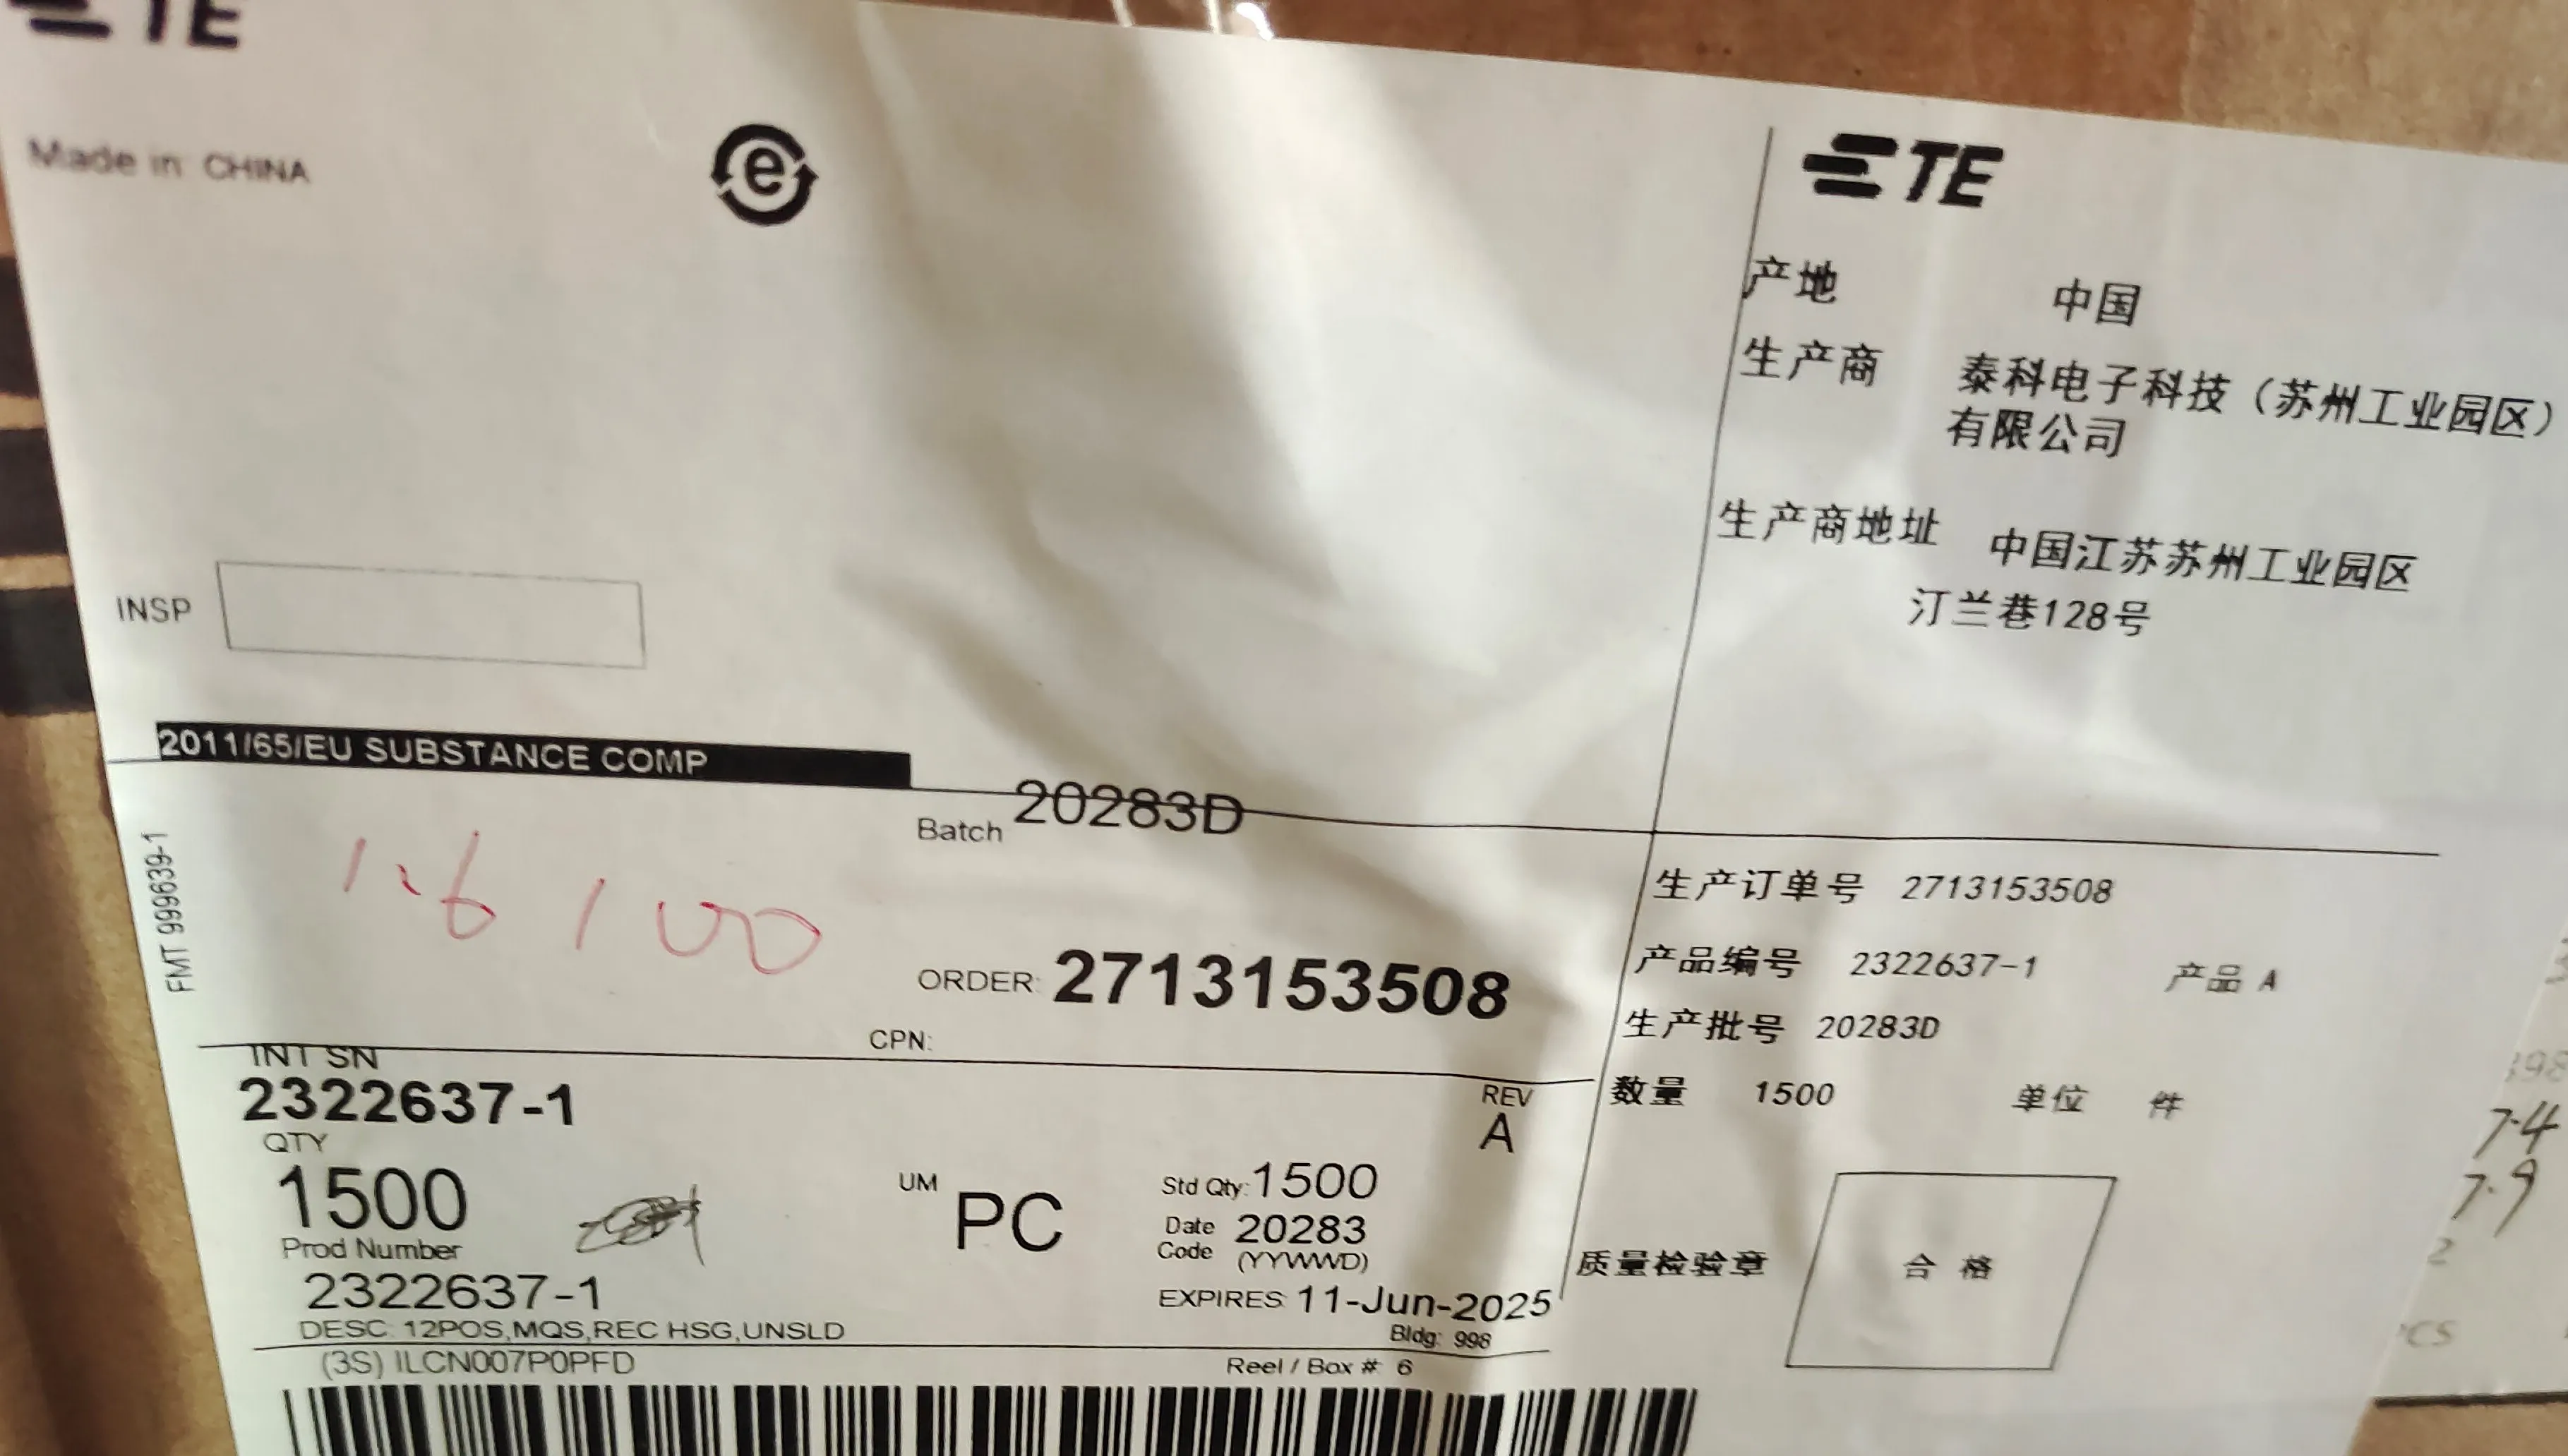 TE
Made in CHINA
e
INSP
2011/65/EU SUBSTANCE COMP
Batch 20283D
1.6 100
FMT 999639-1
ORDER: 2713153508
CPN:
INT SN
2322637-1
REV
A
QTY
1500
UM PC
Std Qty: 1500
Date Code 20283
(YYWWD)
Prod Number
2322637-1
EXPIRES: 11-Jun-2025
DESC: 12POS,MQS,REC HSG,UNSLD
Bldg: 998
(3S) ILCN007P0PFD
Reel / Box #: 6
TE
产地 中国
生产商 泰科电子科技（苏州工业园区）
有限公司
生产商地址 中国江苏苏州工业园区
汀兰巷128号
生产订单号 2713153508
产品编号 2322637-1 产品 A
生产批号 20283D
数量 1500 单位 件
质量检验章 合格
7.4
7.9